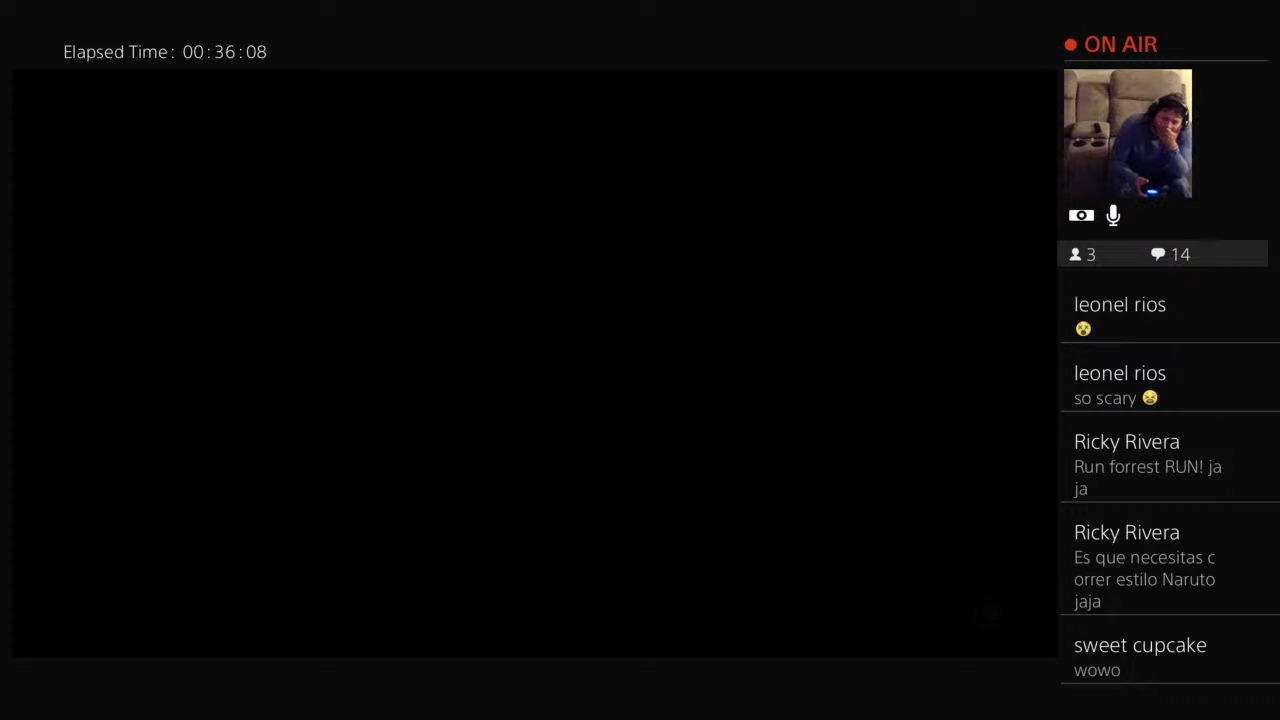 Elapsed Time: 00:36:08
ON AIR
3 14
leonel rios
😵
leonel rios
so scary 😫
Ricky Rivera
Run forrest RUN! ja
ja
Ricky Rivera
Es que necesitas c
orrer estilo Naruto
jaja
sweet cupcake
wowo